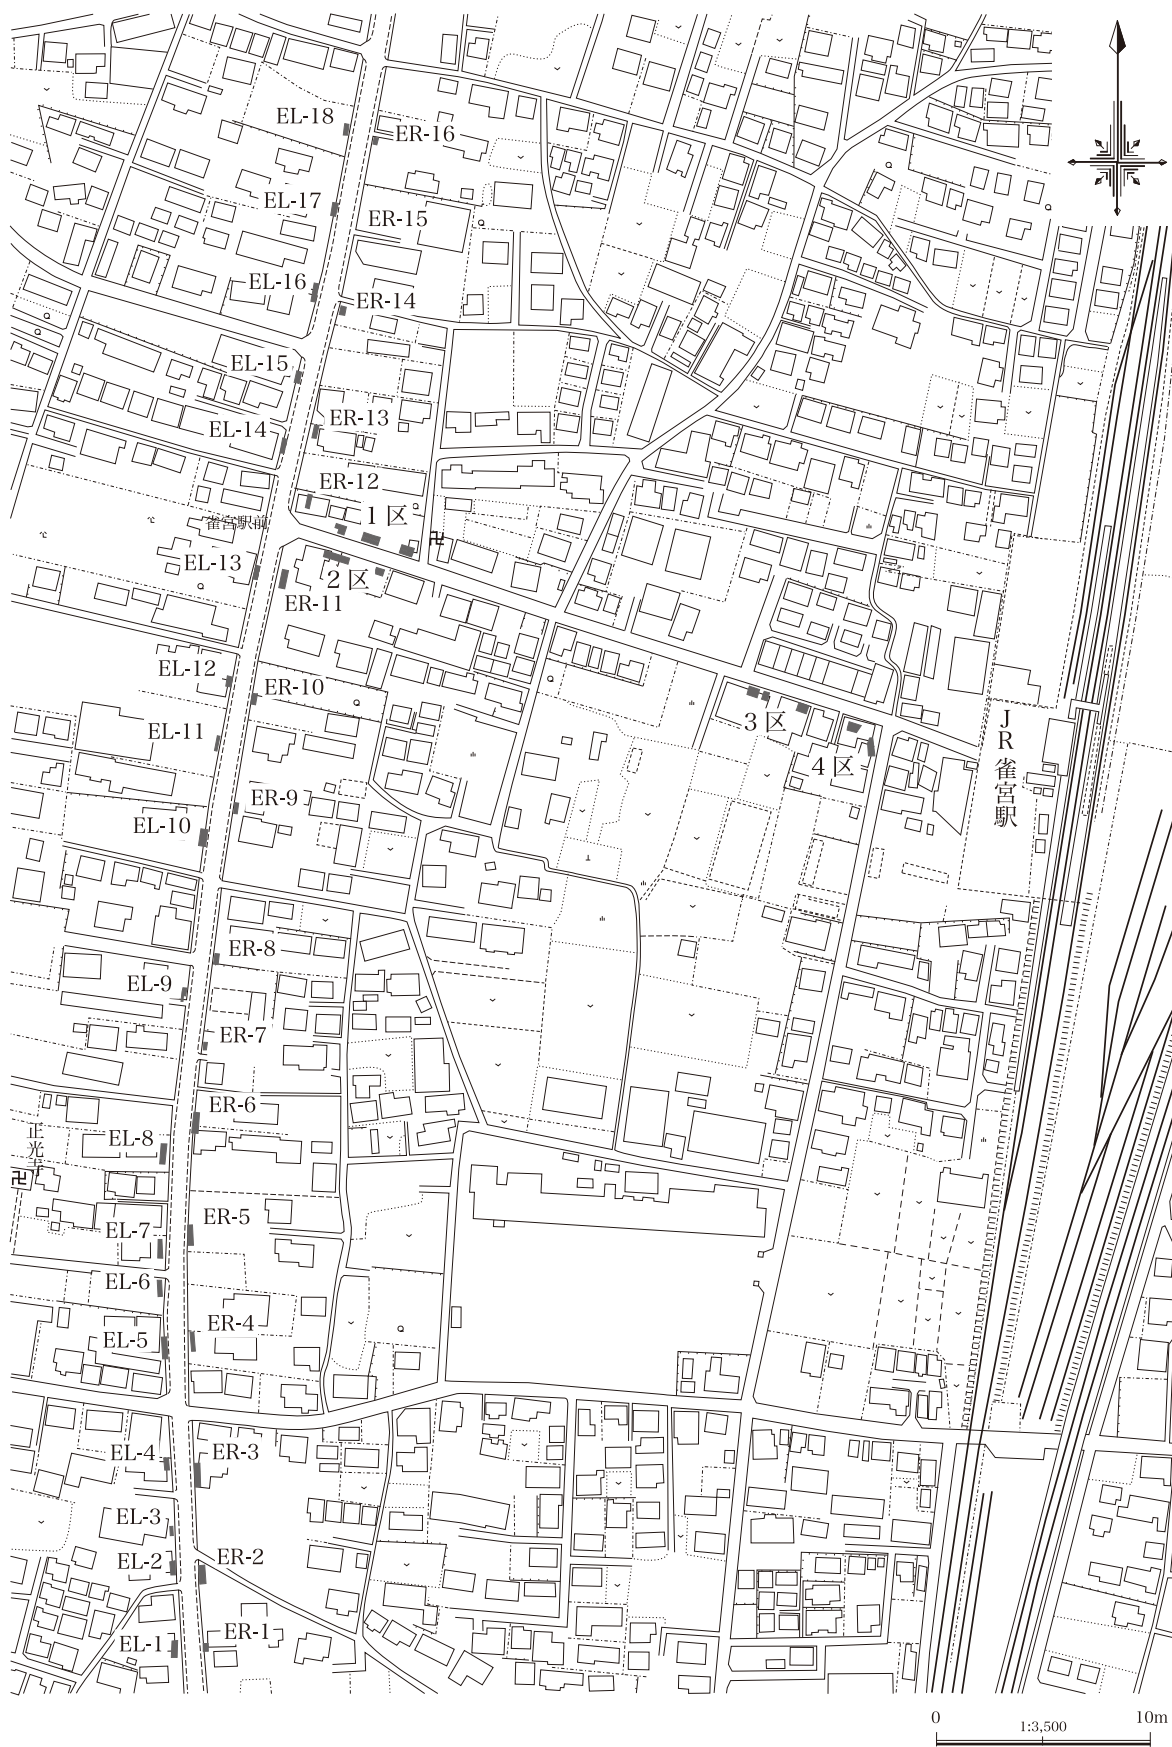 EL-18
ER-16
EL-17
ER-15
EL-16
ER-14
EL-15
ER-13
EL-14
ER-12
1区
雀宮駅前
EL-13
2区
ER-11
EL-12
ER-10
EL-11
3区
JR雀宮駅
4区
ER-9
EL-10
ER-8
EL-9
ER-7
ER-6
正光寺
EL-8
卍
卍
ER-5
EL-7
EL-6
ER-4
EL-5
ER-3
EL-4
EL-3
EL-2
ER-2
EL-1
ER-1
0
10m
1:3,500